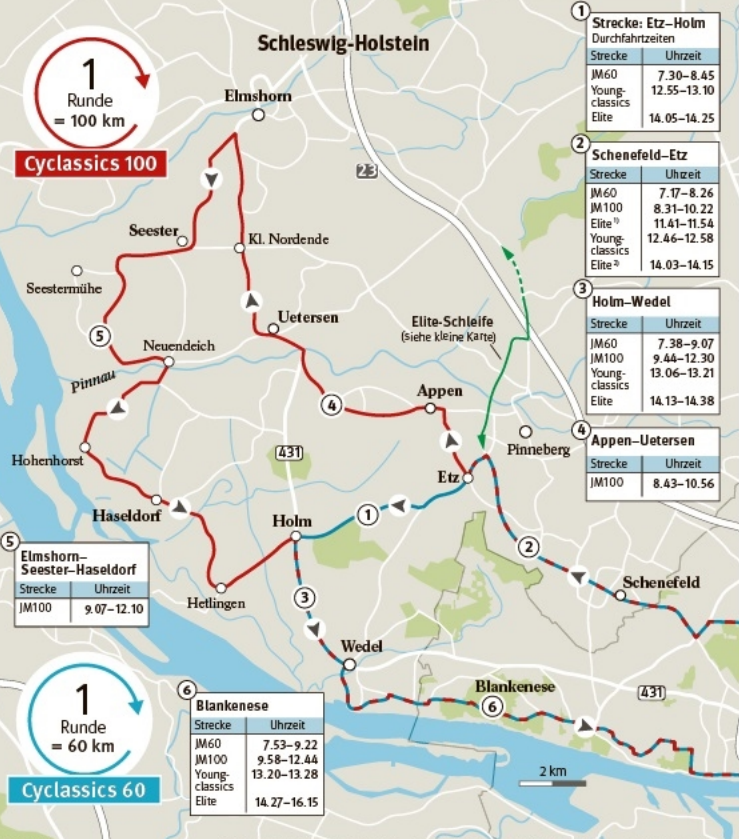 Schleswig-Holstein
1
Runde
= 100 km
Cyclassics 100
Elmshorn
23
Seester
Kl. Nordende
Seestermühe
Uetersen
Elite-Schleife
(siehe kleine Karte)
5
Neuendeich
Pinnau
4
Appen
Pinneberg
431
Hohenhorst
Etz
Haseldorf
Holm
1
2
Hetlingen
3
Schenefeld
Wedel
Blankenese
6
431
2 km
1
Strecke: Etz–Holm
Durchfahrtzeiten
Strecke Uhrzeit
JM60 7.30–8.45
Young-
classics 12.55–13.10
Elite 14.05–14.25
2
Schenefeld–Etz
Strecke Uhrzeit
JM60 7.17–8.26
JM100 8.31–10.22
Elite 1) 11.41–11.54
Young-
classics 12.46–12.58
Elite 2) 14.03–14.15
3
Holm–Wedel
Strecke Uhrzeit
JM60 7.38–9.07
JM100 9.44–12.30
Young-
classics 13.06–13.21
Elite 14.13–14.38
4
Appen–Uetersen
Strecke Uhrzeit
JM100 8.43–10.56
5
Elmshorn–
Seester–Haseldorf
Strecke Uhrzeit
JM100 9.07–12.10
1
Runde
= 60 km
Cyclassics 60
6
Blankenese
Strecke Uhrzeit
JM60 7.53–9.22
JM100 9.58–12.44
Young-
classics 13.20–13.28
Elite 14.27–16.15